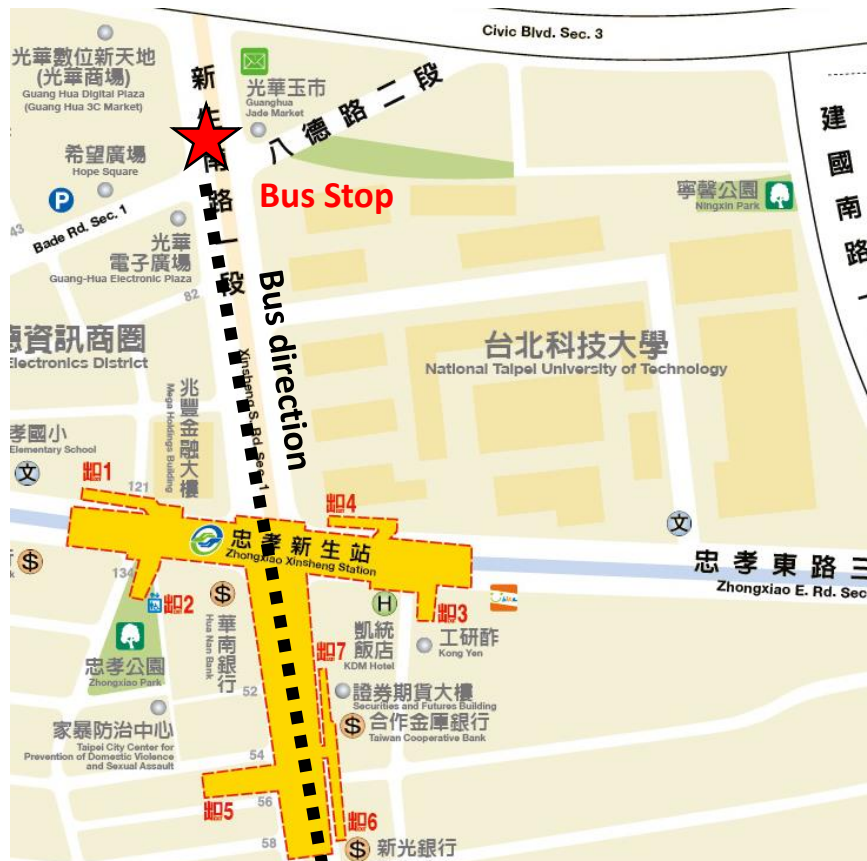 Civic Blvd. Sec. 3
光華數位新天地
(光華商場)
Guang Hua Digital Plaza
(Guang Hua 3C Market)
光華玉市
Guanghua
Jade Market
八德路二段
新生南路一段
建國南路一
希望廣場
Hope Square
P
43
Bade Rd. Sec. 1
Bus Stop
寧馨公園
Ningxin Park
光華
電子廣場
Guang-Hua Electronic Plaza
82
Bus direction
Xinsheng S. Rd. Sec. 1
德資訊商圈
Electronics District
台北科技大學
National Taipei University of Technology
兆豐金融大樓
Mega Holdings Building
孝國小
Elementary School
文
出口1
121
出口4
文
忠孝新生站
Zhongxiao Xinsheng Station
忠孝東路三
Zhongxiao E. Rd. Sec
$
134
出口2
$
華南銀行
Hua Nan Bank
H
凱統
飯店
KDM Hotel
出口3
工研酢
Kong Yen
忠孝公園
Zhongxiao Park
出口7
52
證券期貨大樓
Securities and Futures Building
$
合作金庫銀行
Taiwan Cooperative Bank
家暴防治中心
Taipei City Center for
Prevention of Domestic Violence
and Sexual Assault
54
出口5
56
出口6
58
$
新光銀行